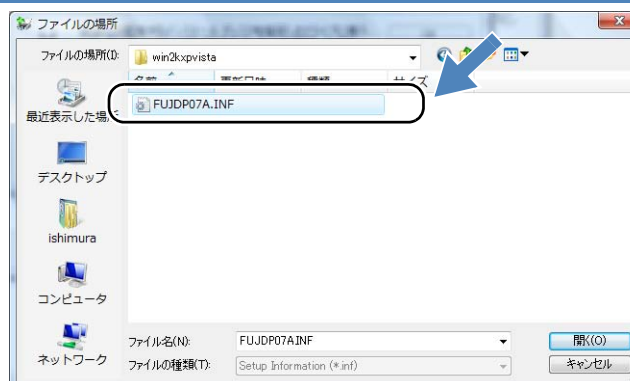 ファイルの場所
ファイルの場所(I):
win2kxpvista
名前
更新日時
種類
サイズ
FUJDP07A.INF
最近表示した場所
デスクトップ
ishimura
コンピュータ
ネットワーク
ファイル名(N):
FUJDP07A.INF
開く(O)
ファイルの種類(T):
Setup Information (*.inf)
キャンセル